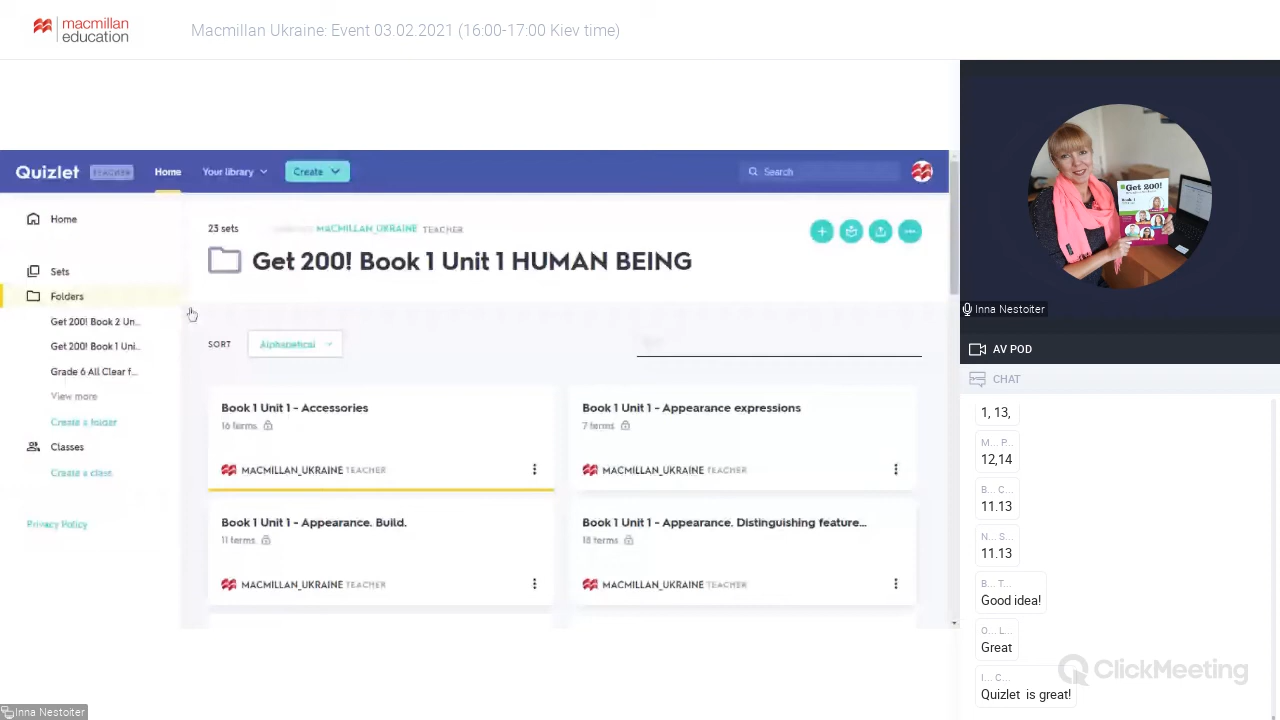 macmillan
education
Macmillan Ukraine: Event 03.02.2021 (16:00-17:00 Kiev time)
Quizlet TEACHER Home Your library Create Search
Home
Sets
Folders
Get 200! Book 2 Un...
Get 200! Book 1 Uni...
Grade 6 All Clear f...
View more
Create a folder
Classes
Create a class
Privacy Policy
23 sets MACMILLAN_UKRAINE TEACHER
Get 200! Book 1 Unit 1 HUMAN BEING
SORT Alphabetical
Book 1 Unit 1 - Accessories
16 terms
MACMILLAN_UKRAINE TEACHER
Book 1 Unit 1 - Appearance expressions
7 terms
MACMILLAN_UKRAINE TEACHER
Book 1 Unit 1 - Appearance. Build.
11 terms
MACMILLAN_UKRAINE TEACHER
Book 1 Unit 1 - Appearance. Distinguishing feature...
18 terms
MACMILLAN_UKRAINE TEACHER
Inna Nestoiter
Get 200!
Book 1
Inna Nestoiter
AV POD
CHAT
1, 13,
M... P...
12,14
B... C...
11.13
N... S...
11.13
B... T...
Good idea!
O... L...
Great
I... C...
Quizlet is great!
ClickMeeting